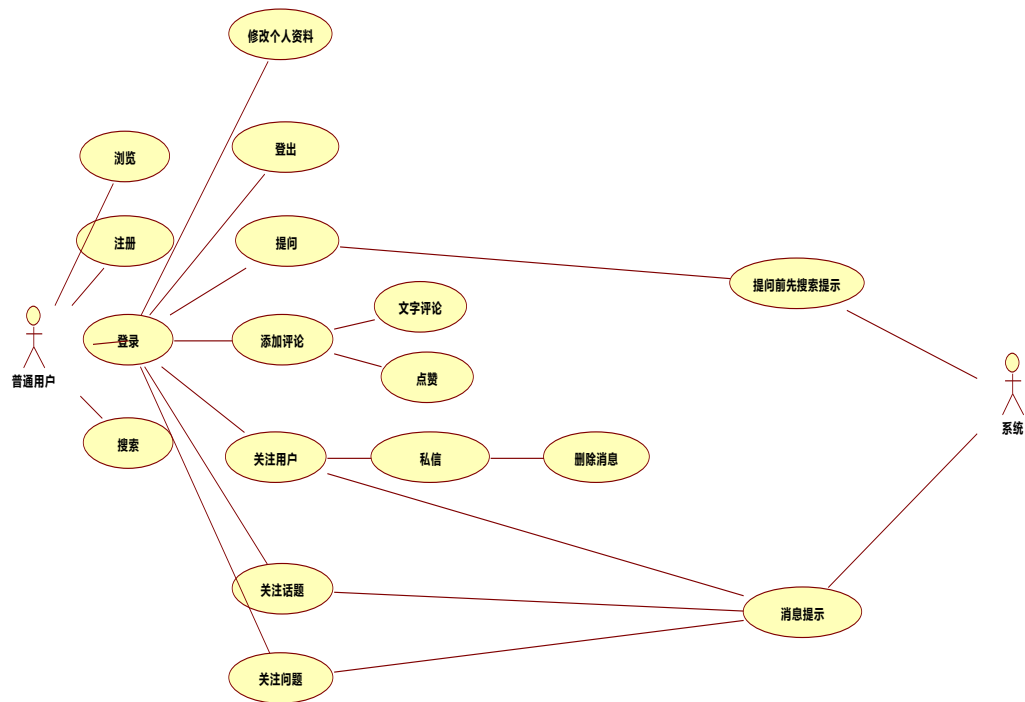 修改个人资料
登出
浏览
注册
提问
提问前先搜索提示
文字评论
登录
添加评论
点赞
普通用户
系统
搜索
关注用户
私信
删除消息
关注话题
消息提示
关注问题